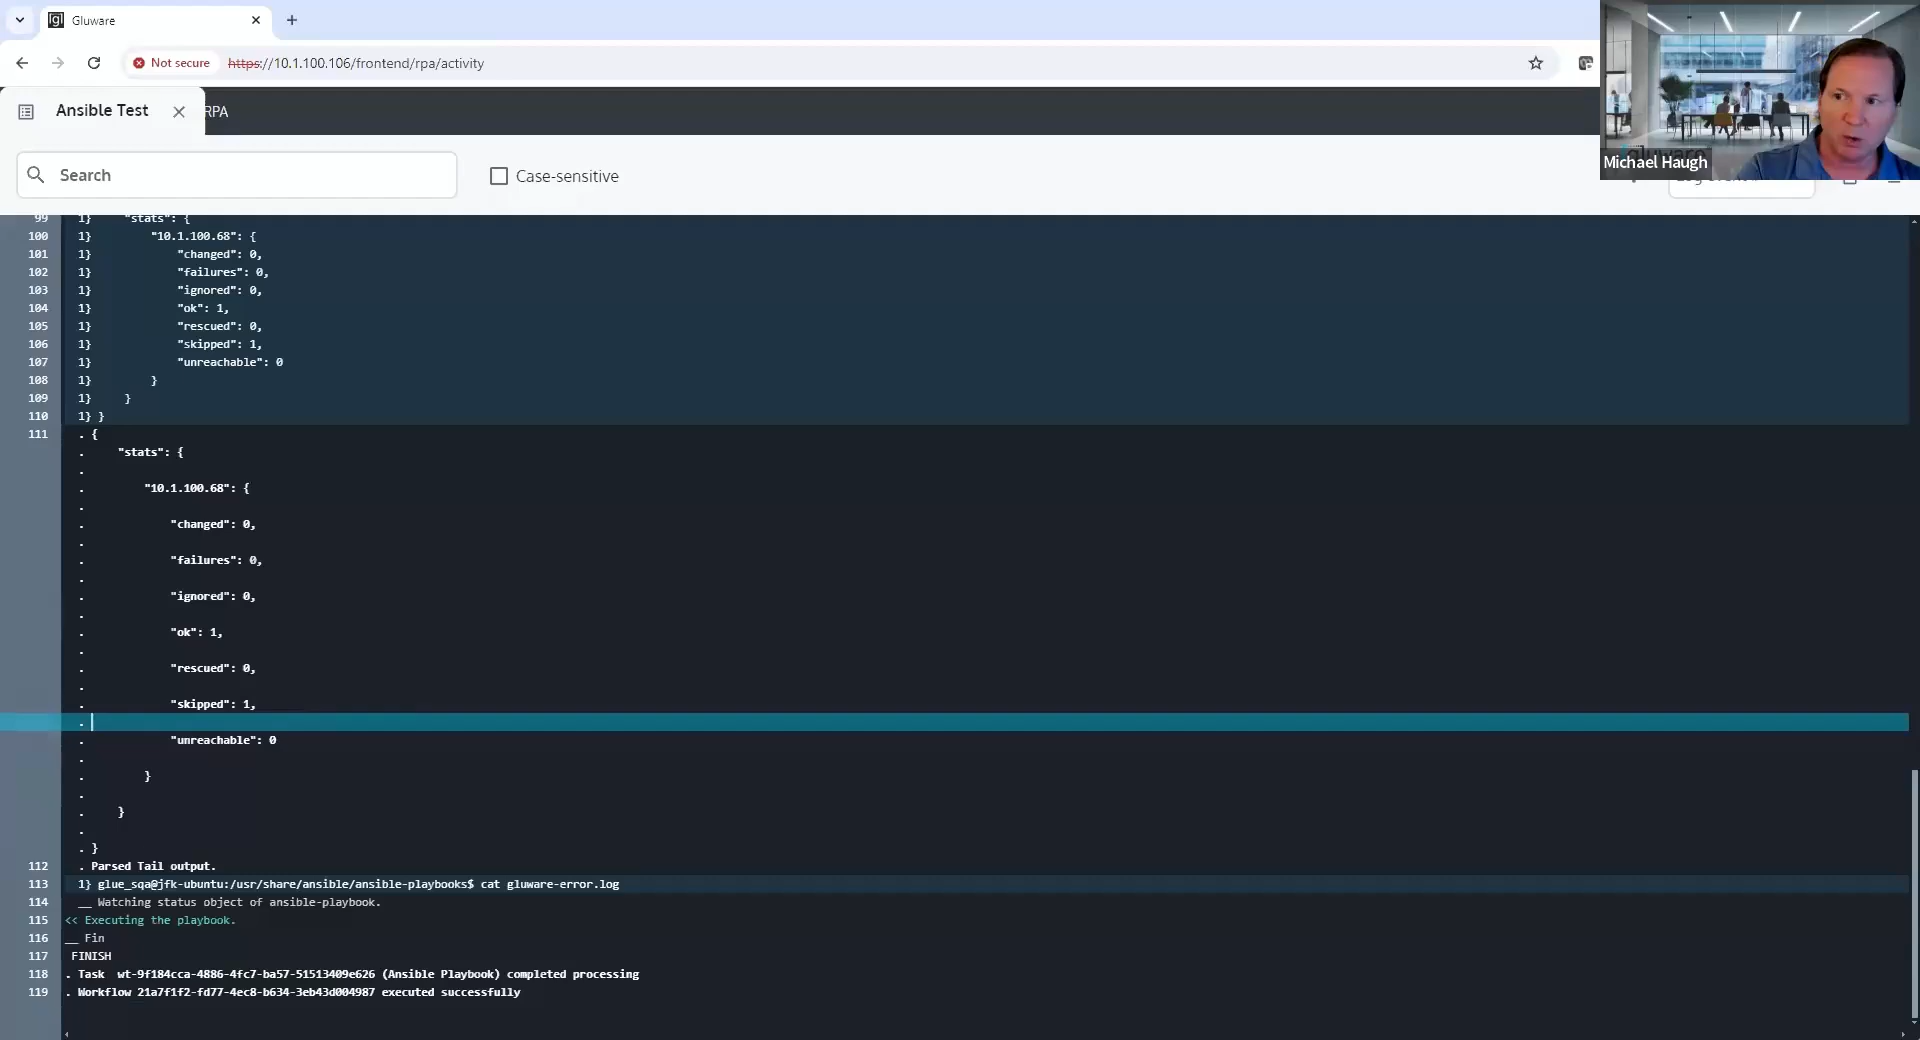 Gluware
Not secure
https://10.1.100.106/frontend/rpa/activity
Ansible Test
RPA
Search
Case-sensitive
Michael Haugh
99 1} "stats": {
100 1} "10.1.100.68": {
101 1} "changed": 0,
102 1} "failures": 0,
103 1} "ignored": 0,
104 1} "ok": 1,
105 1} "rescued": 0,
106 1} "skipped": 1,
107 1} "unreachable": 0
108 1} }
109 1} }
110 1} }
111 . {
. "stats": {
.
. "10.1.100.68": {
.
. "changed": 0,
.
. "failures": 0,
.
. "ignored": 0,
.
. "ok": 1,
.
. "rescued": 0,
.
. "skipped": 1,
.
. "unreachable": 0
.
. }
.
. }
.
. }
112 . Parsed Tail output.
113 1} glue_sqa@jfk-ubuntu:/usr/share/ansible/ansible-playbooks$ cat gluware-error.log
114 __ Watching status object of ansible-playbook.
115 << Executing the playbook.
116 __ Fin
117 FINISH
118 . Task wt-9f184cca-4886-4fc7-ba57-51513409e626 (Ansible Playbook) completed processing
119 . Workflow 21a7f1f2-fd77-4ec8-b634-3eb43d004987 executed successfully